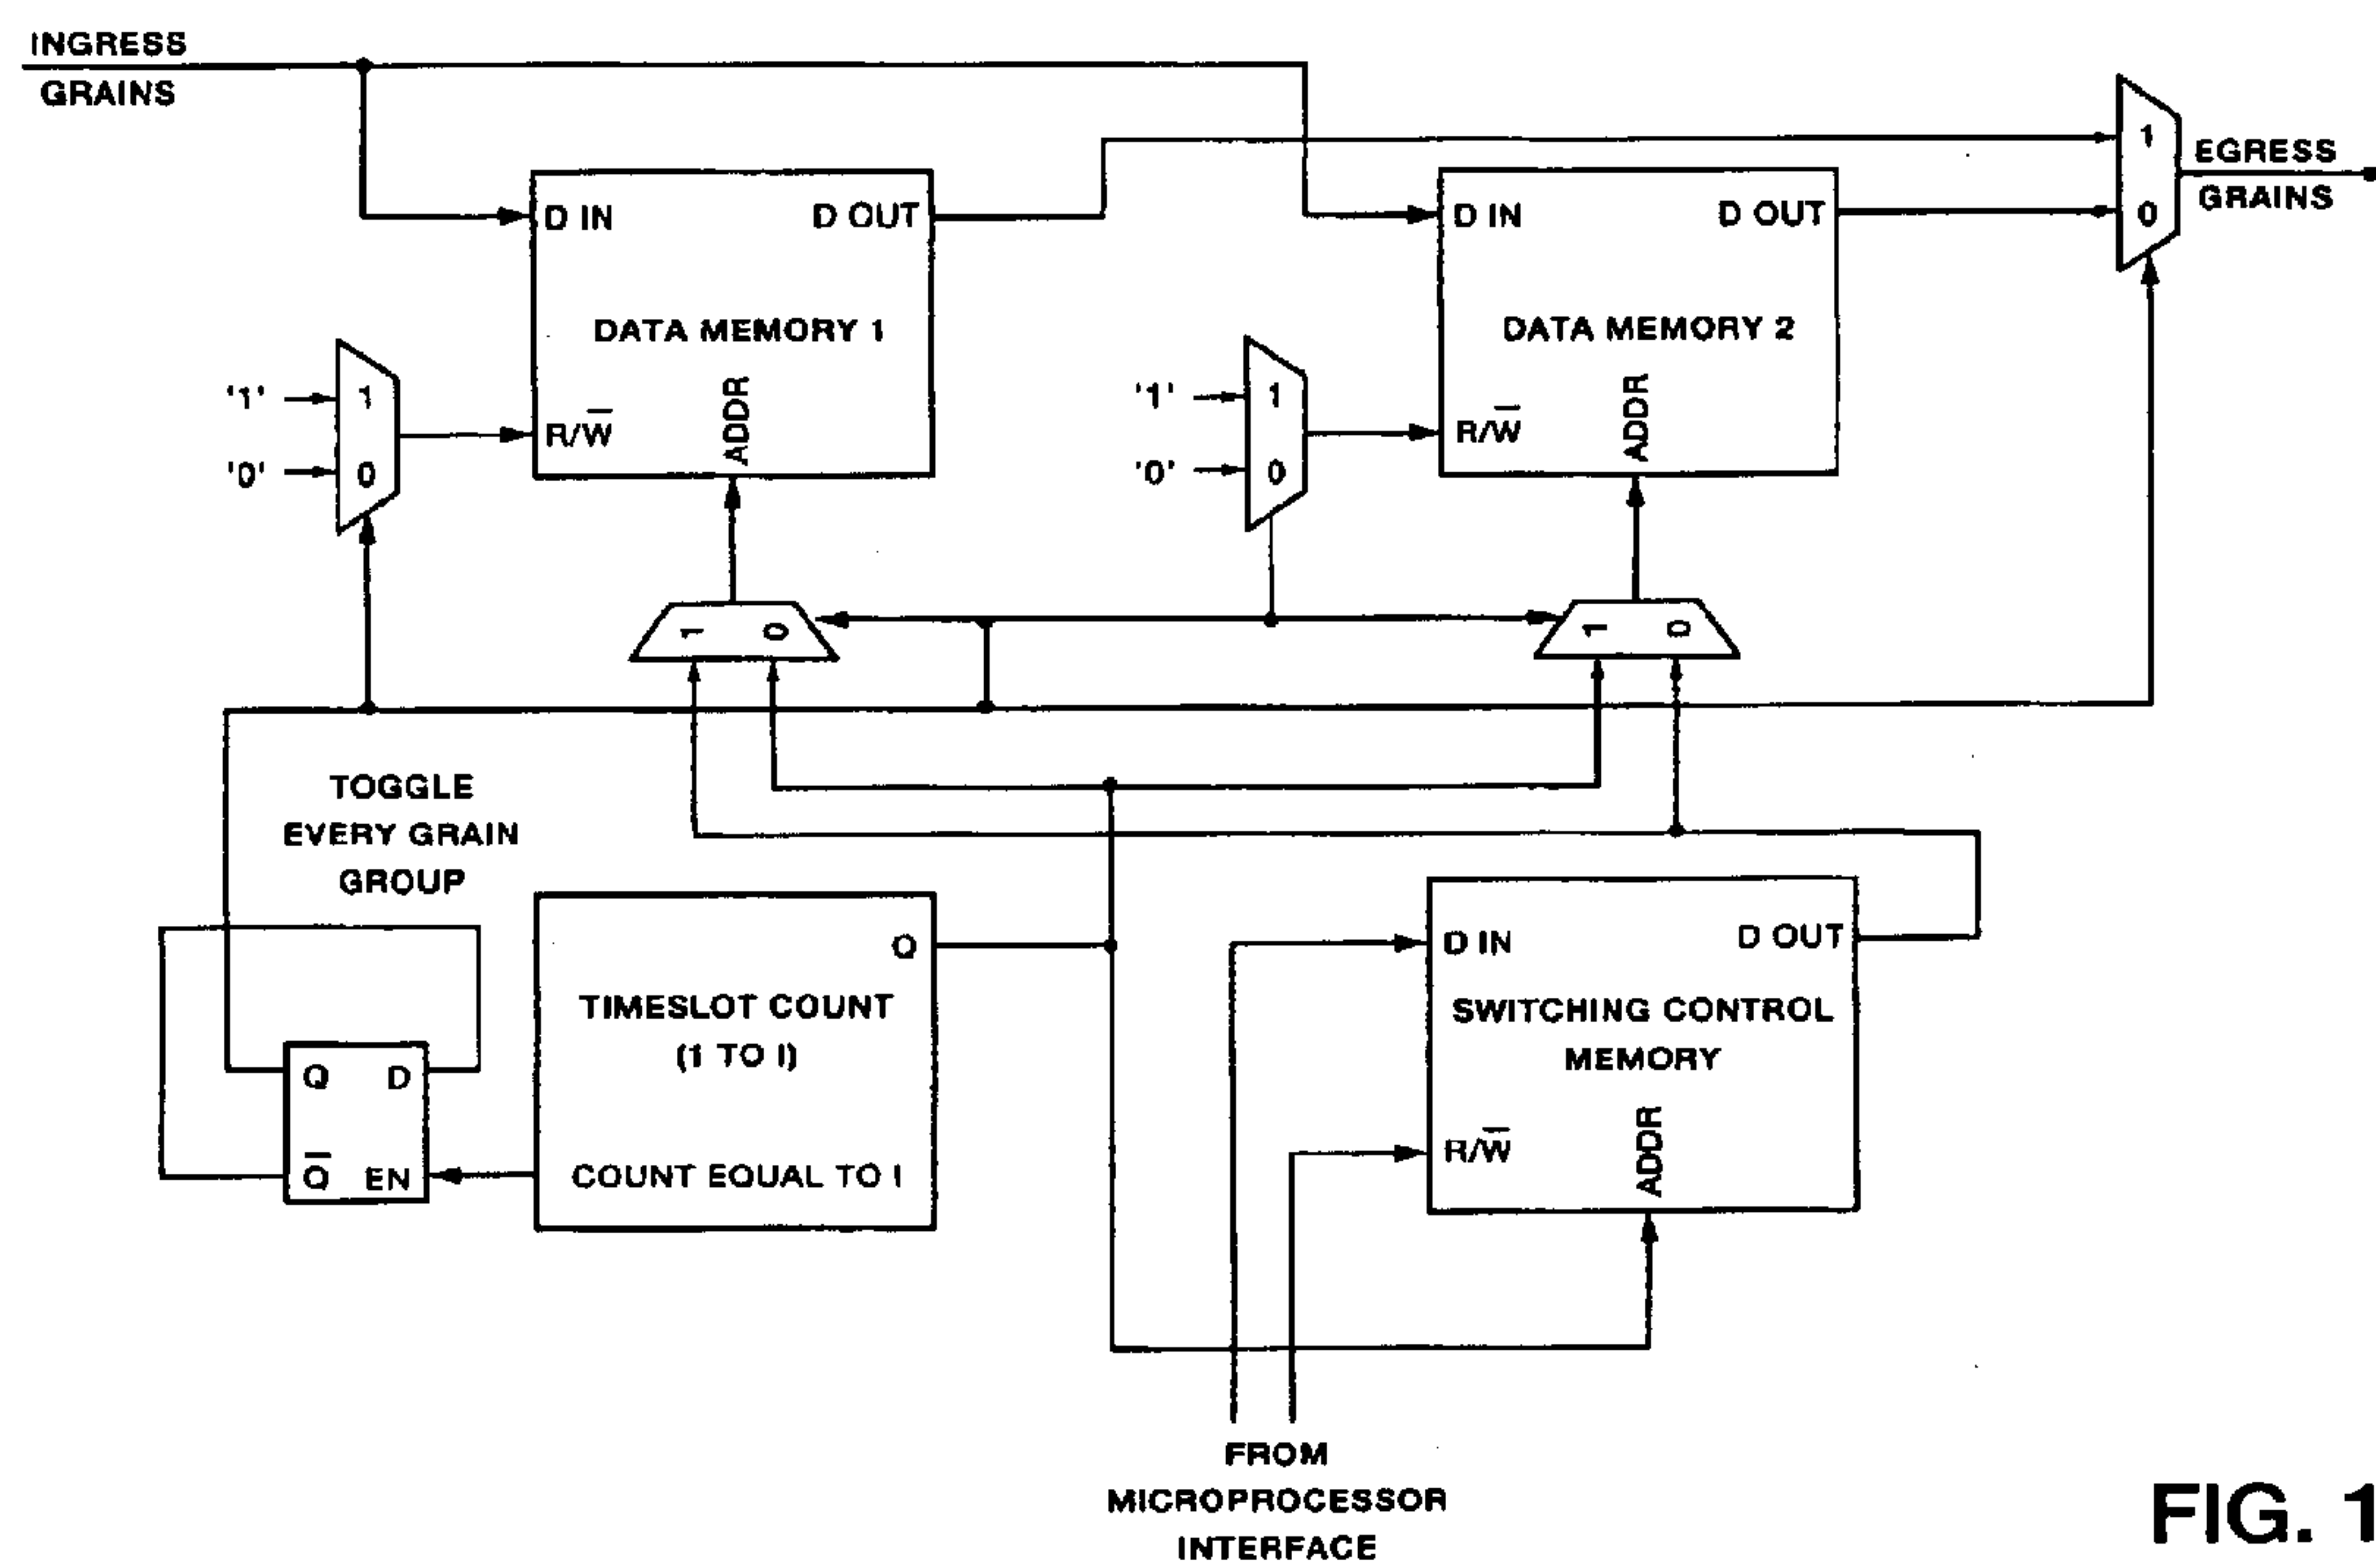 INGRESS
GRAINS
EGRESS
GRAINS
1
0
D IN
D OUT
DATA MEMORY 1
ADDR
R/W̅
'1'
'0'
1
0
D IN
D OUT
DATA MEMORY 2
ADDR
R/W̅
'1'
'0'
1
0
1
0
1
0
TOGGLE
EVERY GRAIN
GROUP
Q
D
Q̅
EN
Q
TIMESLOT COUNT
(1 TO I)
COUNT EQUAL TO I
D IN
D OUT
SWITCHING CONTROL
MEMORY
R/W̅
ADDR
FROM
MICROPROCESSOR
INTERFACE
FIG. 1